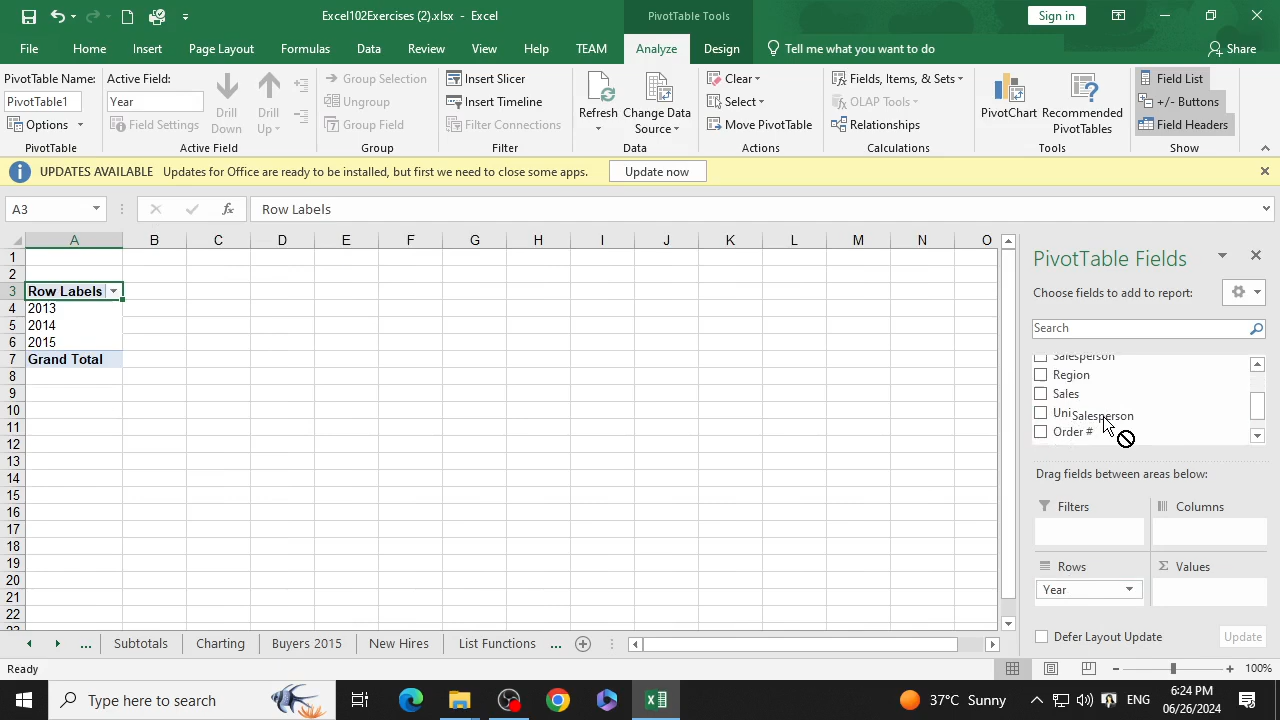 Excel102Exercises (2).xlsx - Excel
PivotTable Tools
Sign in
File Home Insert Page Layout Formulas Data Review View Help TEAM Analyze Design Tell me what you want to do Share
PivotTable Name:
PivotTable1
Options
PivotTable
Active Field:
Year
Field Settings
Drill Down
Drill Up
Active Field
Group Selection
Ungroup
Group Field
Group
Insert Slicer
Insert Timeline
Filter Connections
Filter
Refresh
Change Data Source
Data
Clear
Select
Move PivotTable
Actions
Fields, Items, & Sets
OLAP Tools
Relationships
Calculations
PivotChart
Recommended PivotTables
Tools
Field List
+/- Buttons
Field Headers
Show
UPDATES AVAILABLE Updates for Office are ready to be installed, but first we need to close some apps. Update now
A3 fx Row Labels
A B C D E F G H I J K L M N O
1
2
3 Row Labels
4 2013
5 2014
6 2015
7 Grand Total
8
9
10
11
12
13
14
15
16
17
18
19
20
21
22
PivotTable Fields
Choose fields to add to report:
Search
Salesperson
Region
Sales
Uni Salesperson
Order #
Drag fields between areas below:
Filters Columns
Rows Σ Values
Year
Defer Layout Update Update
... Subtotals Charting Buyers 2015 New Hires List Functions ...
Ready 100%
Type here to search
37°C Sunny
ENG
6:24 PM
06/26/2024